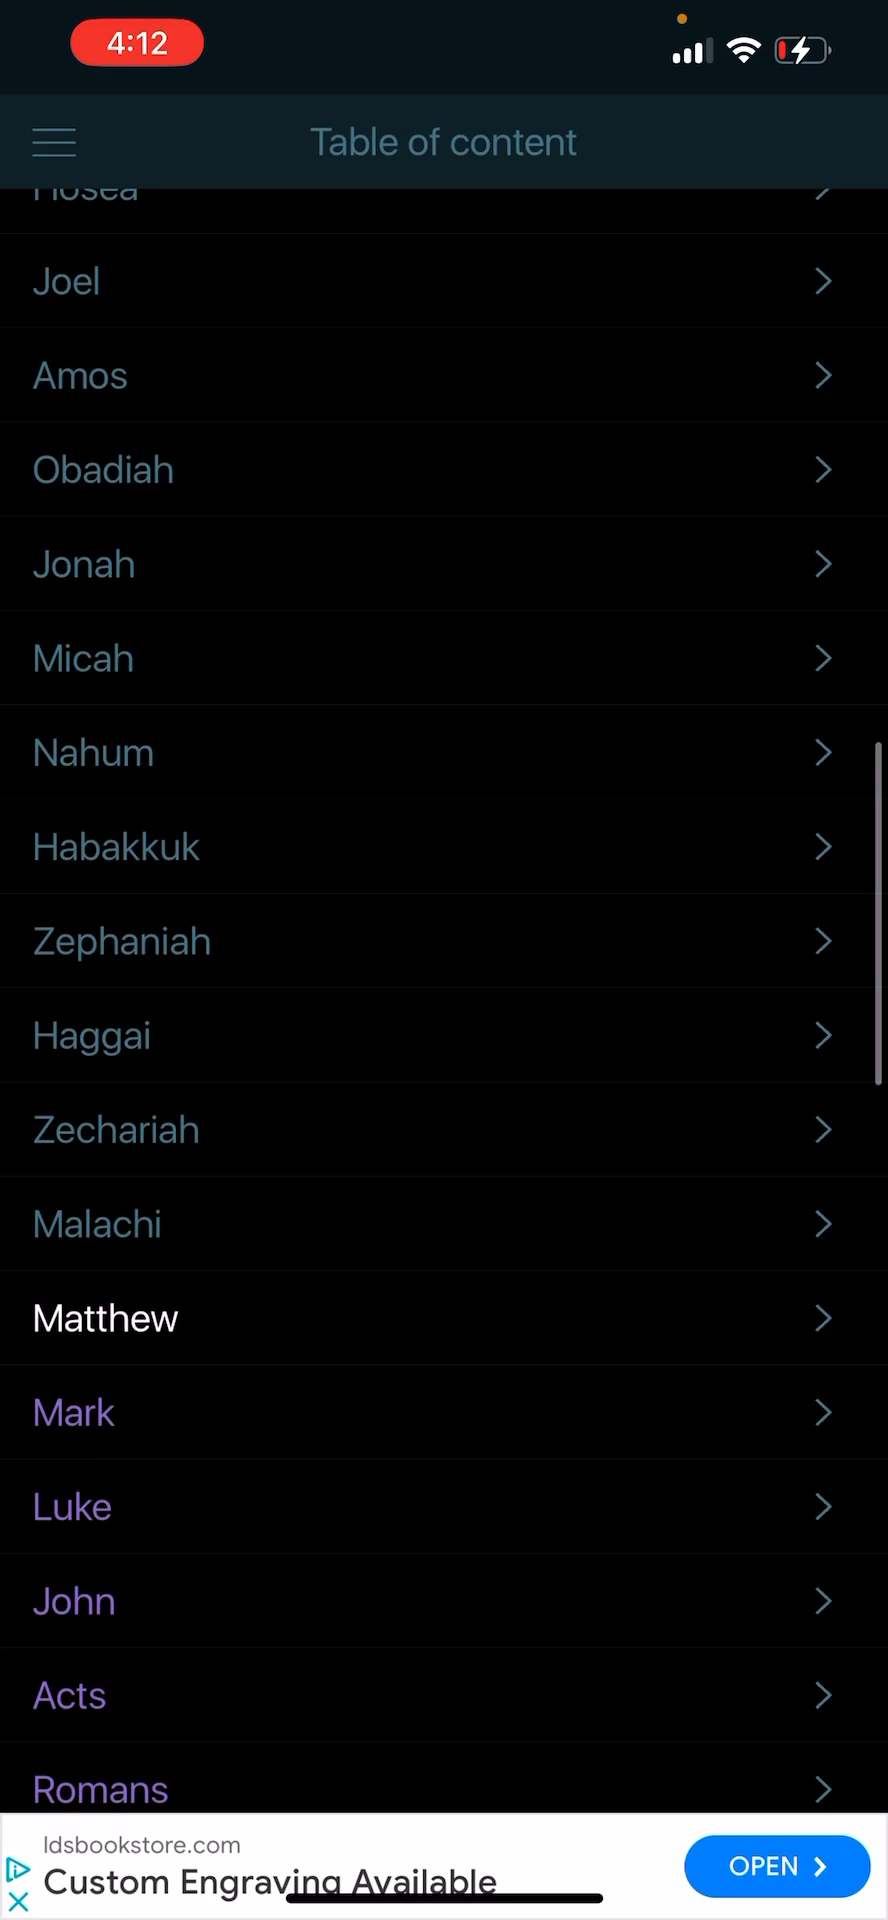 4:12
Table of content
Hosea
Joel
Amos
Obadiah
Jonah
Micah
Nahum
Habakkuk
Zephaniah
Haggai
Zechariah
Malachi
Matthew
Mark
Luke
John
Acts
Romans
ldsbookstore.com
Custom Engraving Available
OPEN